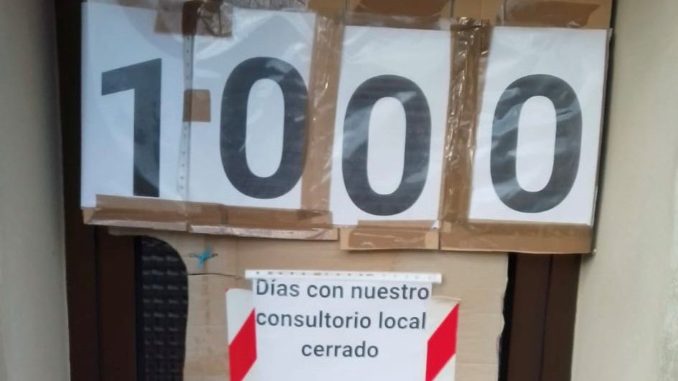 1000
Días con nuestro
consultorio local
cerrado